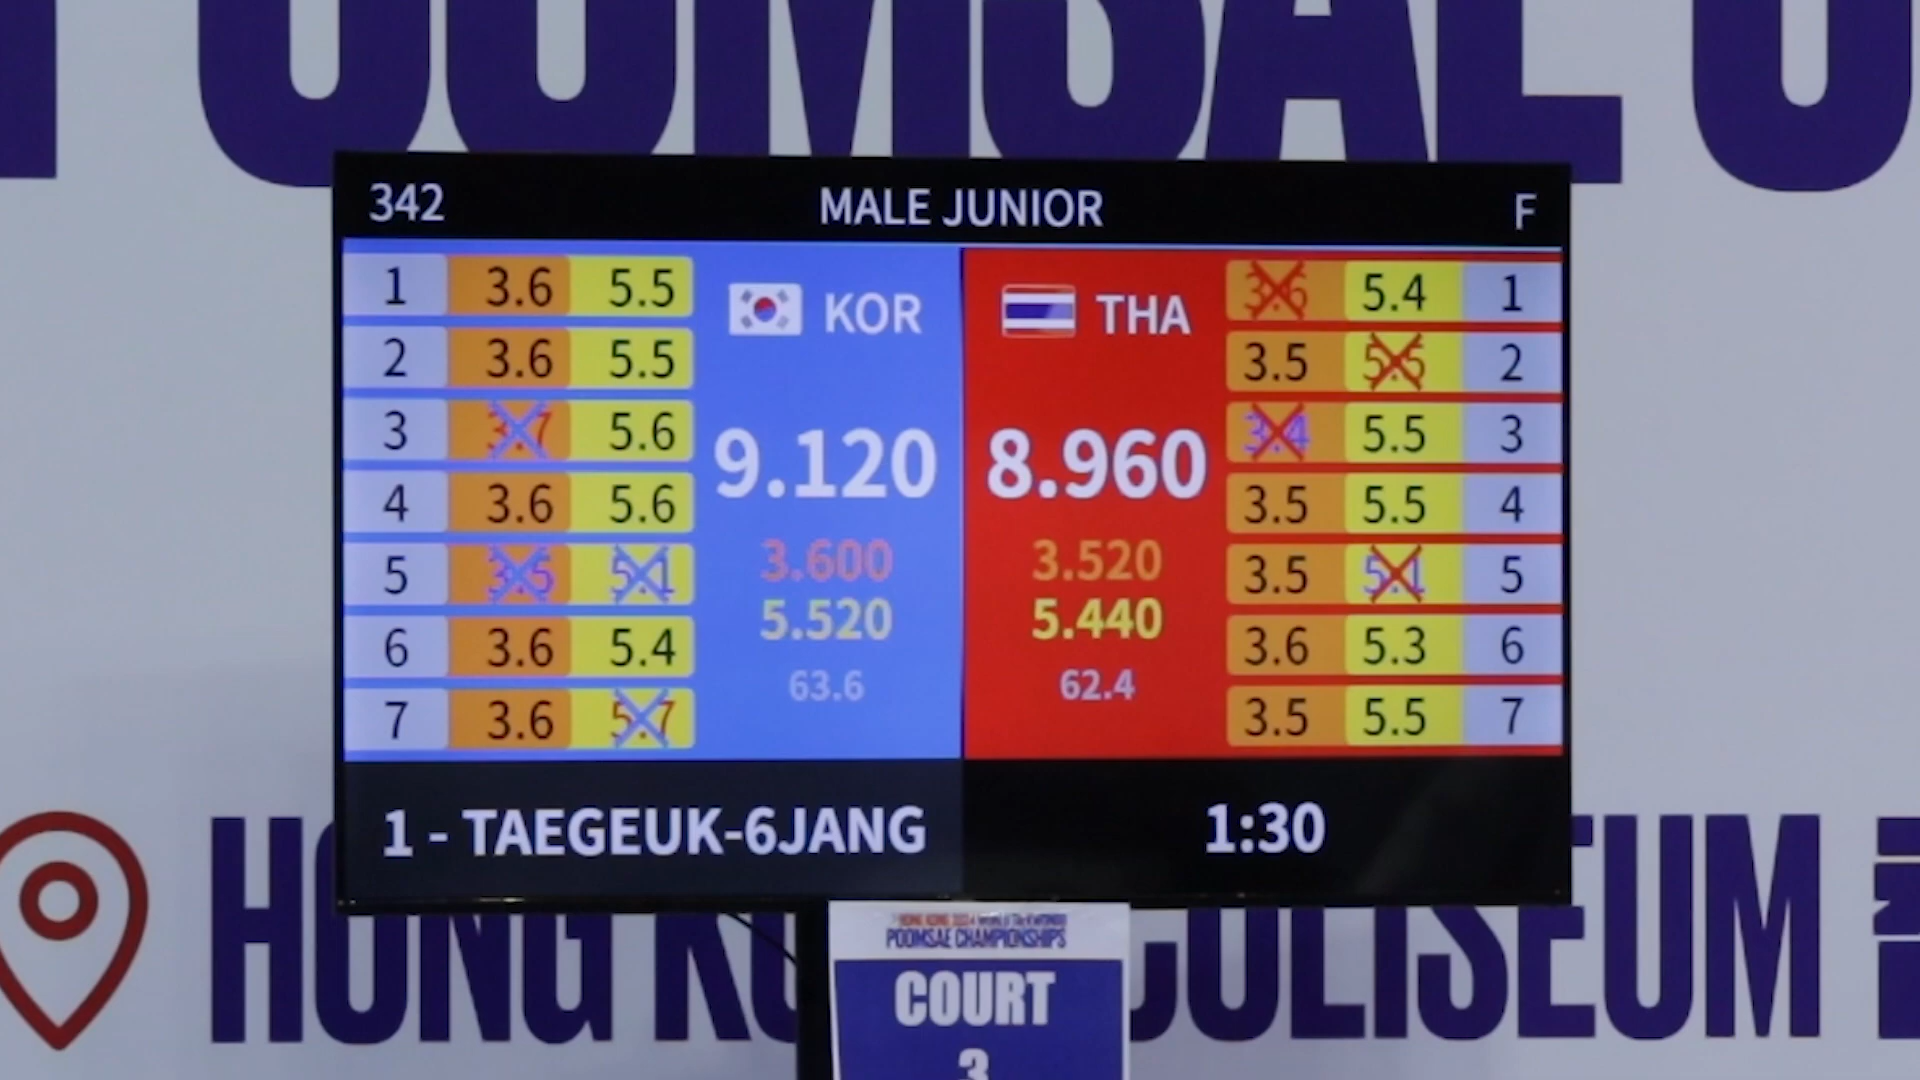 POOMSAE
342 MALE JUNIOR F
1 3.6 5.5 KOR THA 3.6 5.4 1
2 3.6 5.5 3.5 5.5 2
3 3.7 5.6 9.120 8.960 3.4 5.5 3
4 3.6 5.6 3.5 5.5 4
5 3.5 5.1 3.600 3.520 3.5 5.1 5
5.520 5.440
6 3.6 5.4 63.6 62.4 3.6 5.3 6
7 3.6 5.7 3.5 5.5 7
1 - TAEGEUK-6JANG 1:30
HONG KONG COLISEUM
HONG KONG 2024 WORLD TAEKWONDO
POOMSAE CHAMPIONSHIPS
COURT
3